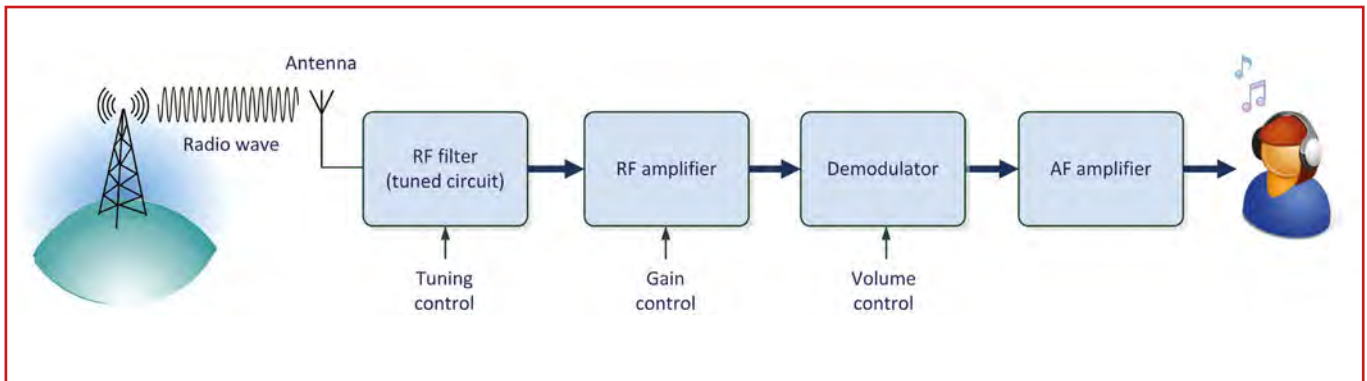 Antenna
Radio wave
RF filter
(tuned circuit)
RF amplifier
Demodulator
AF amplifier
Tuning
control
Gain
control
Volume
control